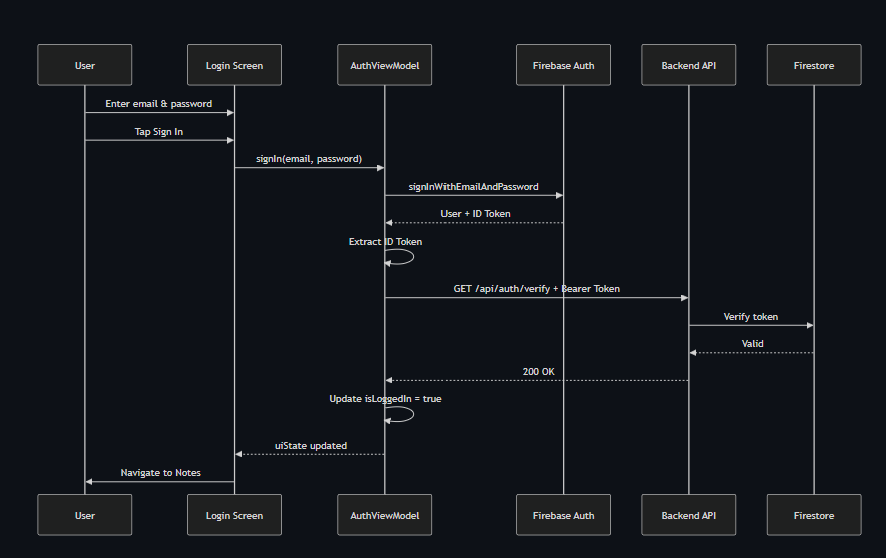 User
Login Screen
AuthViewModel
Firebase Auth
Backend API
Firestore
Enter email & password
Tap Sign In
signIn(email, password)
signInWithEmailAndPassword
User + ID Token
Extract ID Token
GET /api/auth/verify + Bearer Token
Verify token
Valid
200 OK
Update isLoggedIn = true
uiState updated
Navigate to Notes
User
Login Screen
AuthViewModel
Firebase Auth
Backend API
Firestore